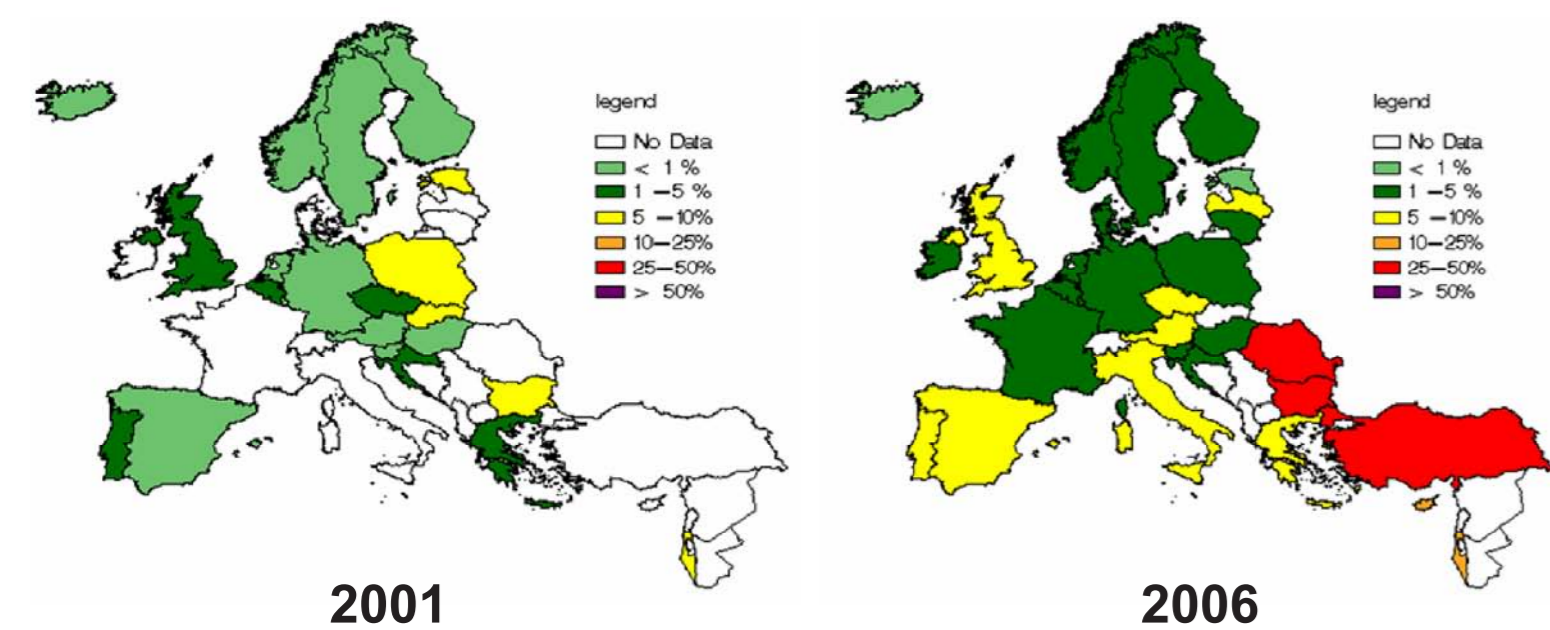 legend
No Data
< 1 %
1 –5 %
5 –10%
10–25%
25–50%
> 50%
2001
legend
No Data
< 1 %
1 –5 %
5 –10%
10–25%
25–50%
> 50%
2006